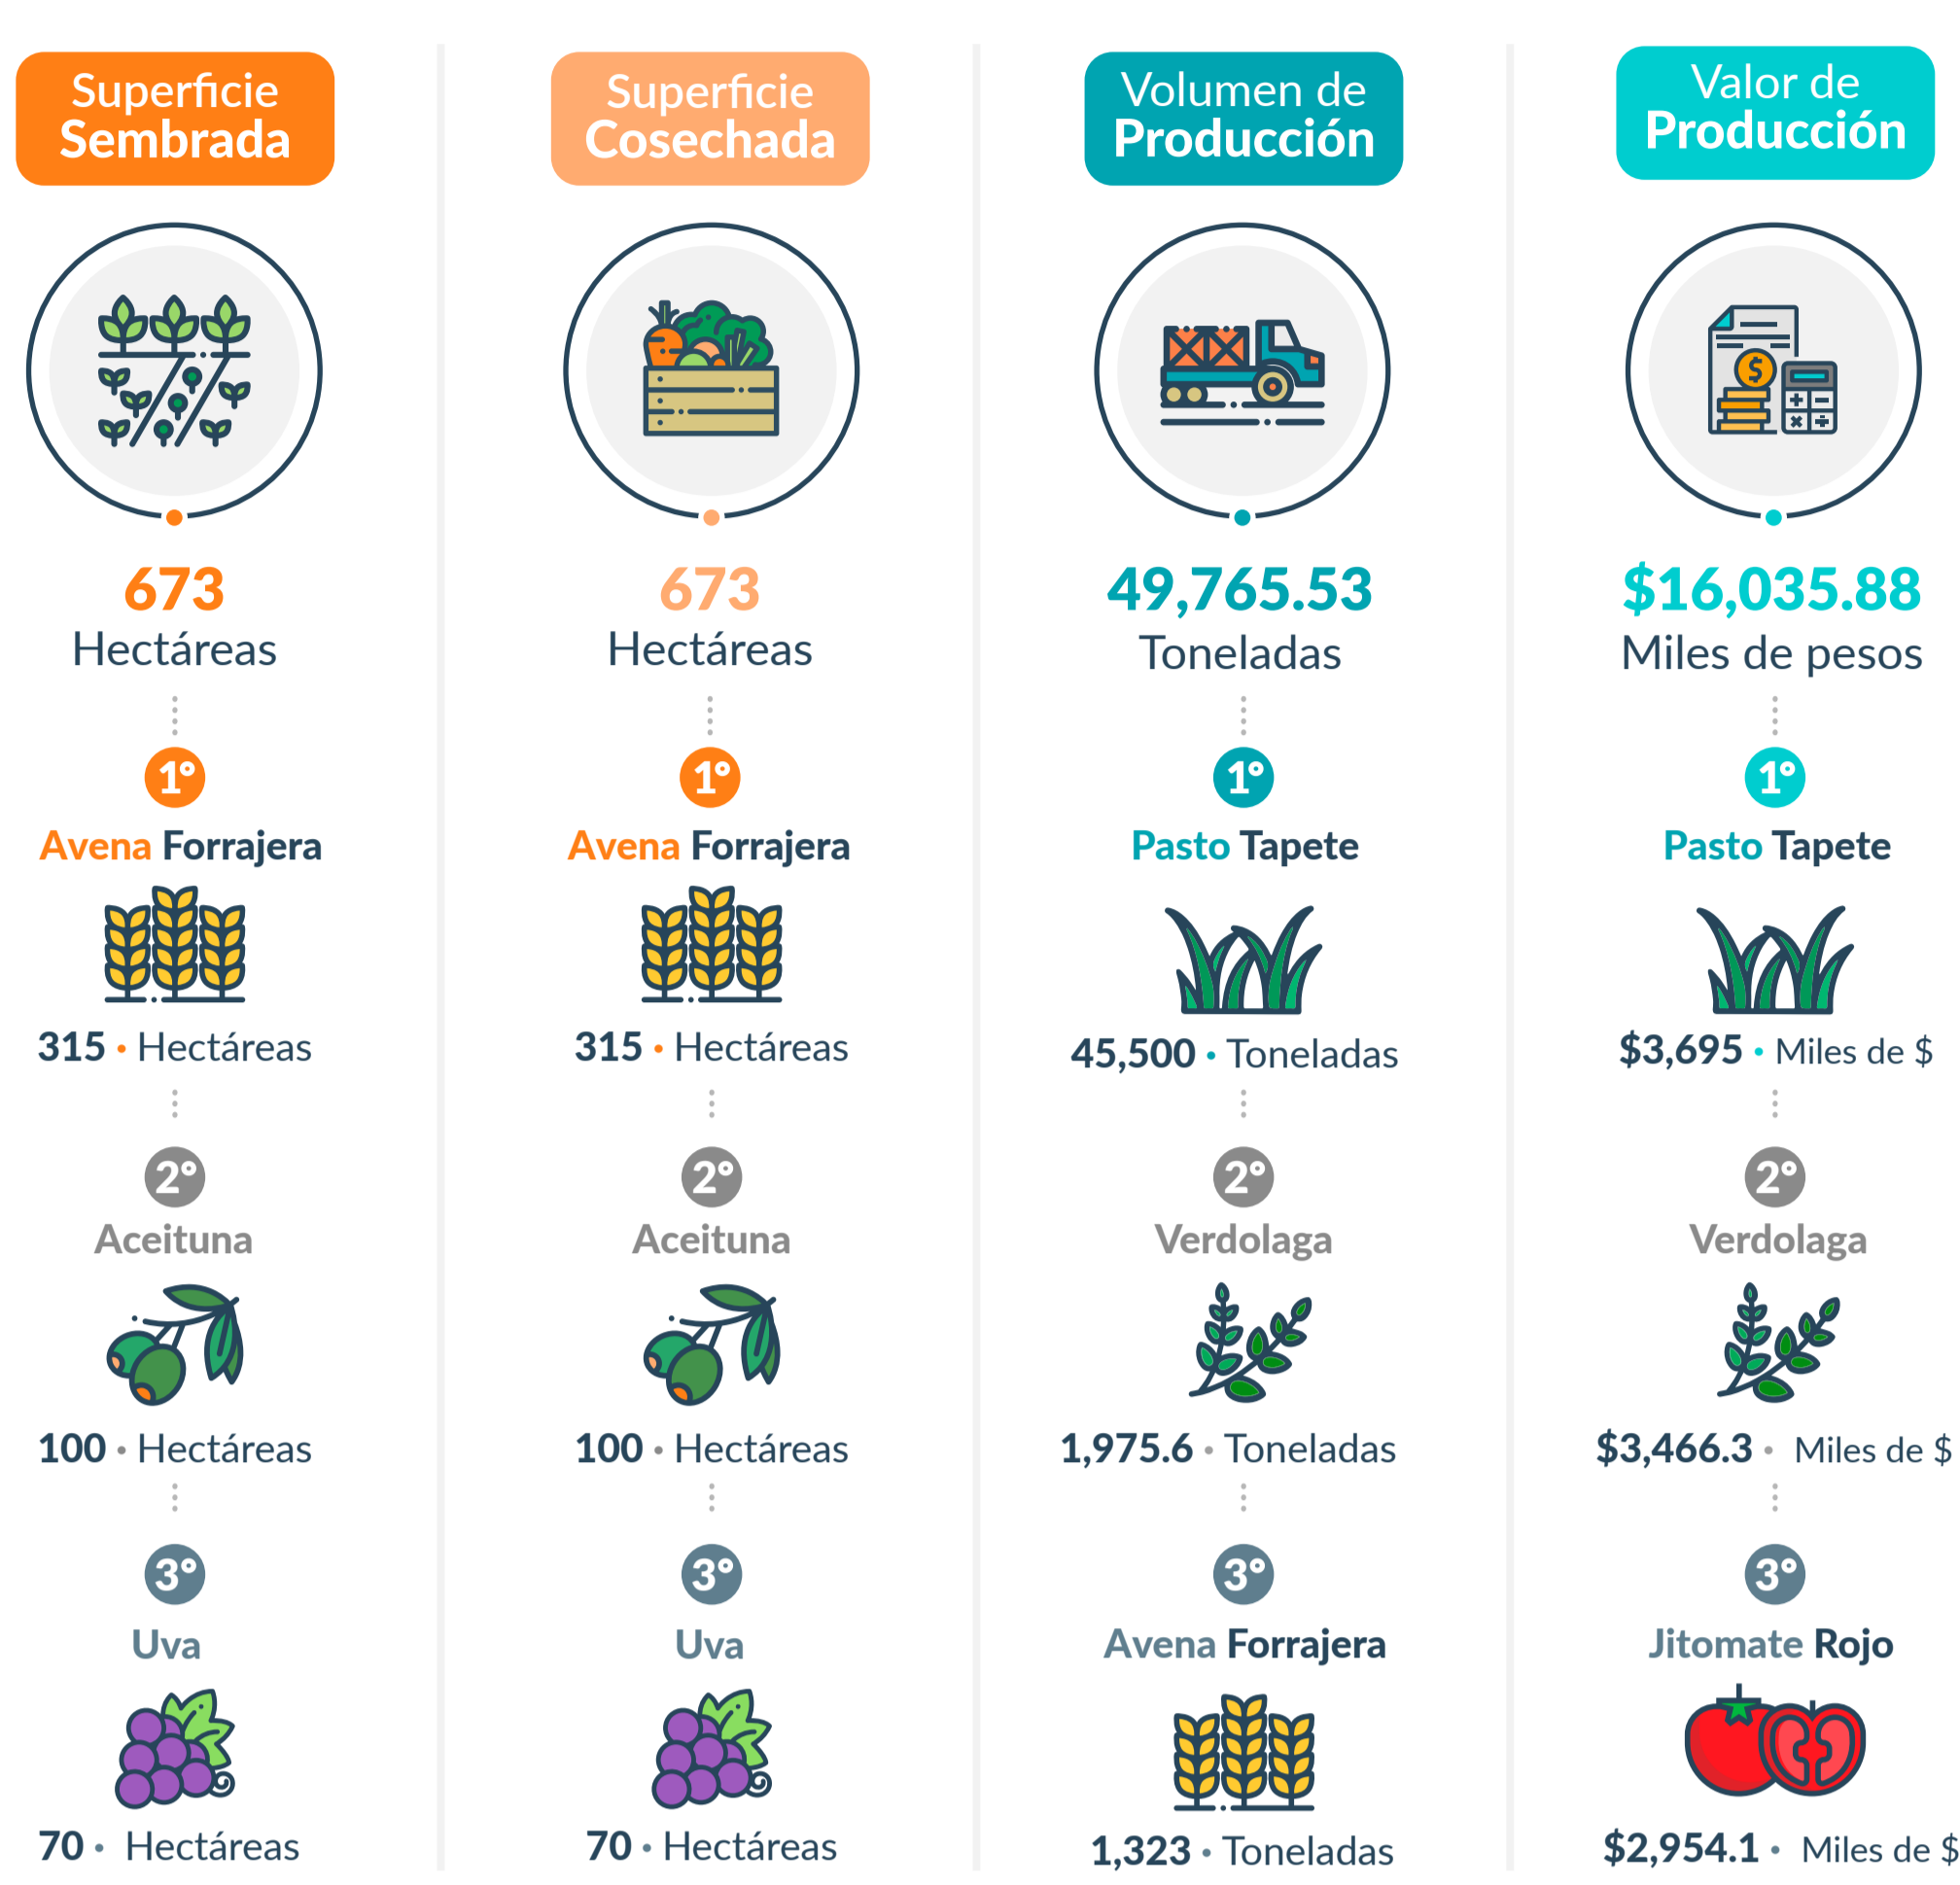 Superficie
Sembrada
673
Hectáreas
1°
Avena Forrajera
315 • Hectáreas
2°
Aceituna
100 • Hectáreas
3°
Uva
70 • Hectáreas
Superficie
Cosechada
673
Hectáreas
1°
Avena Forrajera
315 • Hectáreas
2°
Aceituna
100 • Hectáreas
3°
Uva
70 • Hectáreas
Volumen de
Producción
49,765.53
Toneladas
1°
Pasto Tapete
45,500 • Toneladas
2°
Verdolaga
1,975.6 • Toneladas
3°
Avena Forrajera
1,323 • Toneladas
Valor de
Producción
$16,035.88
Miles de pesos
1°
Pasto Tapete
$3,695 • Miles de $
2°
Verdolaga
$3,466.3 • Miles de $
3°
Jitomate Rojo
$2,954.1 • Miles de $